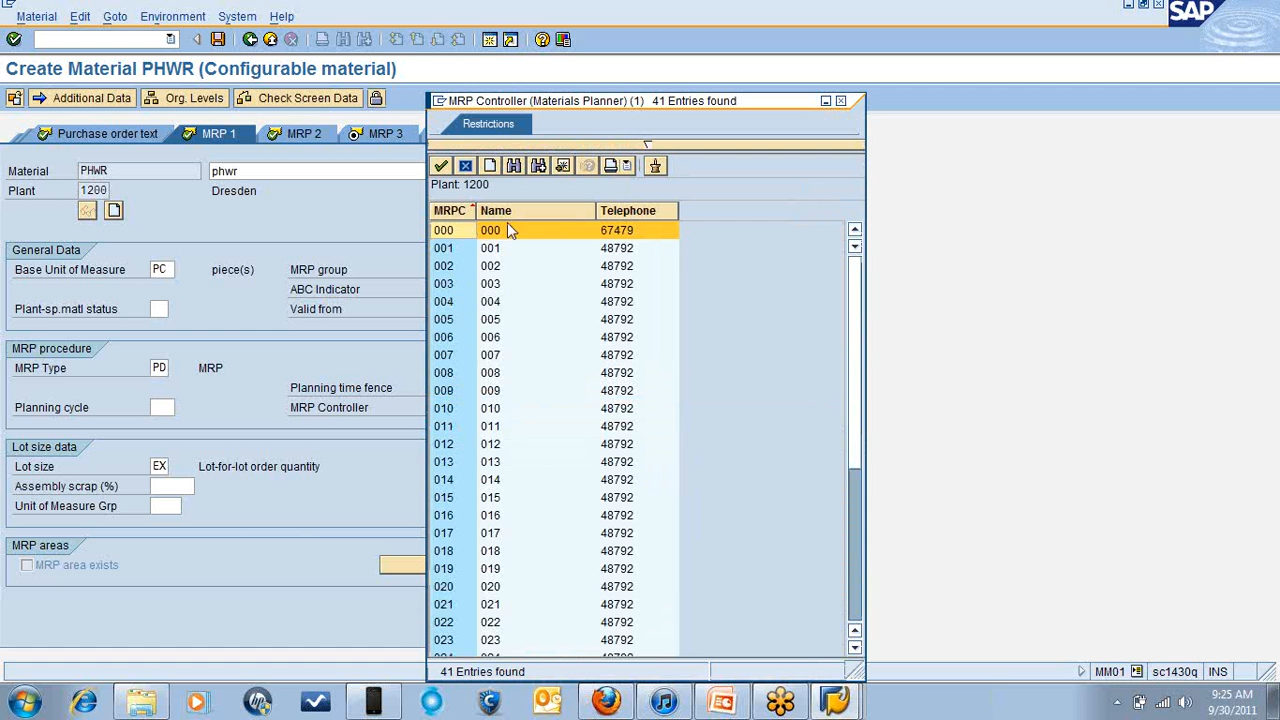 Material Edit Goto Environment System Help
SAP
Create Material PHWR (Configurable material)
Additional Data Org. Levels Check Screen Data
Purchase order text MRP 1 MRP 2 MRP 3
Material PHWR phwr
Plant 1200 Dresden
General Data
Base Unit of Measure PC piece(s) MRP group
ABC Indicator
Plant-sp.matl status Valid from
MRP procedure
MRP Type PD MRP
Planning time fence
Planning cycle MRP Controller
Lot size data
Lot size EX Lot-for-lot order quantity
Assembly scrap (%)
Unit of Measure Grp
MRP areas
MRP area exists
MRP Controller (Materials Planner) (1) 41 Entries found
Restrictions
Plant: 1200
MRPC Name Telephone
000 000 67479
001 001 48792
002 002 48792
003 003 48792
004 004 48792
005 005 48792
006 006 48792
007 007 48792
008 008 48792
009 009 48792
010 010 48792
011 011 48792
012 012 48792
013 013 48792
014 014 48792
015 015 48792
016 016 48792
017 017 48792
018 018 48792
019 019 48792
020 020 48792
021 021 48792
022 022 48792
023 023 48792
41 Entries found
MM01 sc1430q INS
9:25 AM
9/30/2011